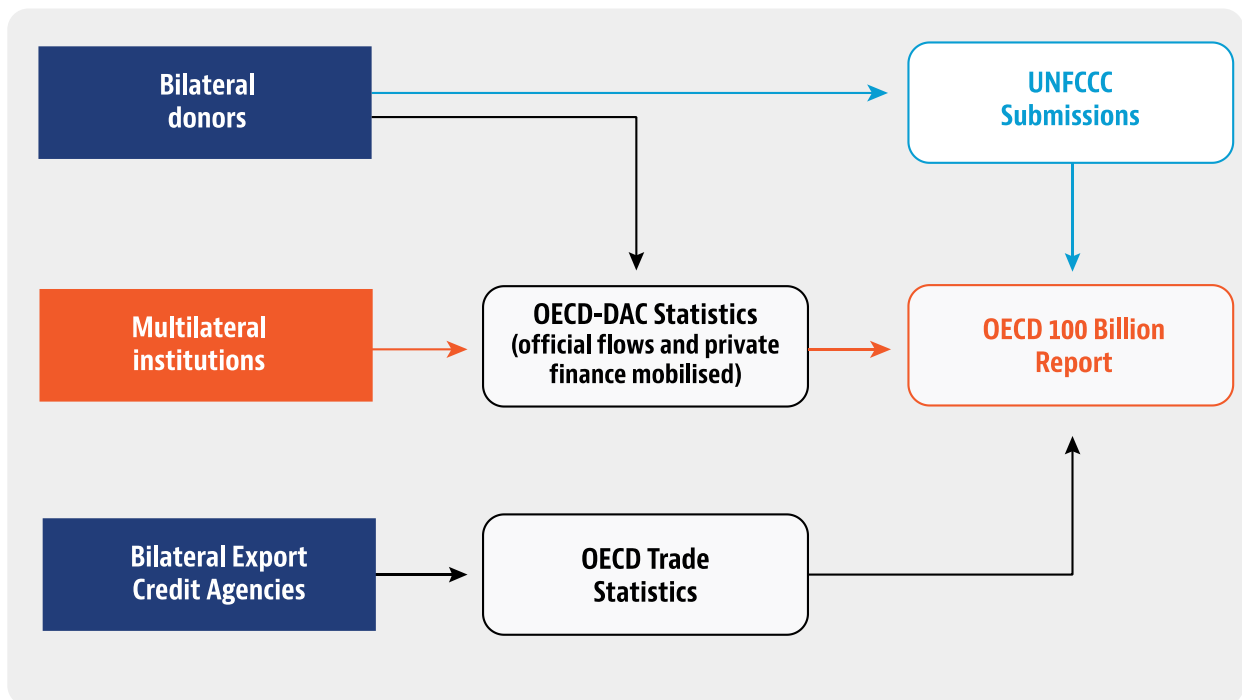 Bilateral
donors
UNFCCC
Submissions
Multilateral
institutions
OECD-DAC Statistics
(official flows and private
finance mobilised)
OECD 100 Billion
Report
Bilateral Export
Credit Agencies
OECD Trade
Statistics